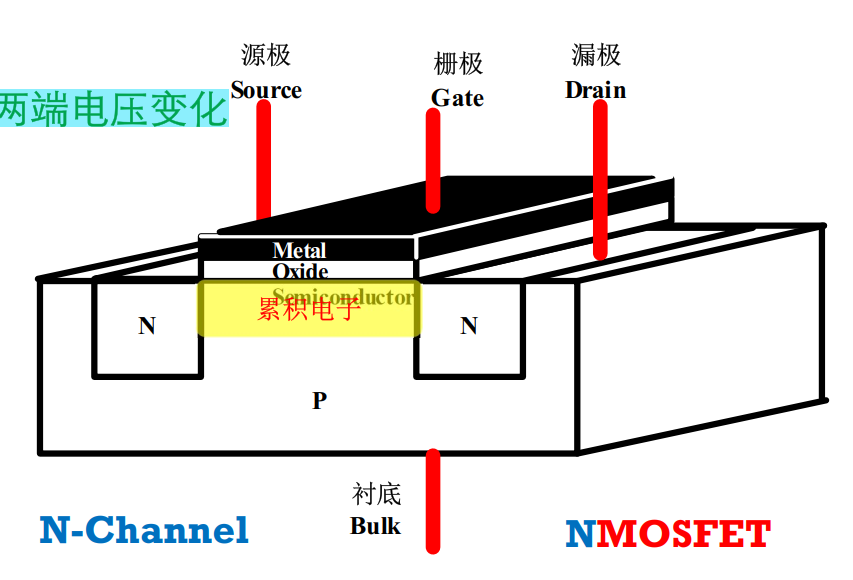 源极
Source
栅极
Gate
漏极
Drain
两端电压变化
Metal
Oxide
Semiconductor
累积电子
N
N
P
衬底
Bulk
N-Channel
NMOSFET